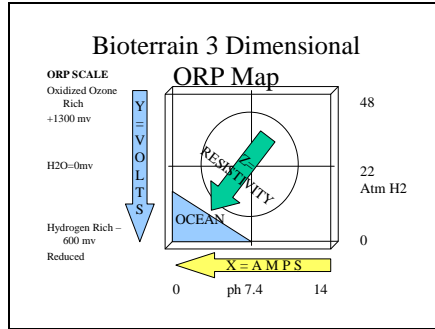 Bioterrain 3 Dimensional
ORP Map
ORP SCALE
Oxidized Ozone
Rich
+1300 mv
H2O=0mv
Hydrogen Rich –
600 mv
Reduced
Y=VOLTS
Z=
RESISTIVITY
OCEAN
48
22
Atm H2
0
X = A M P S
0 ph 7.4 14